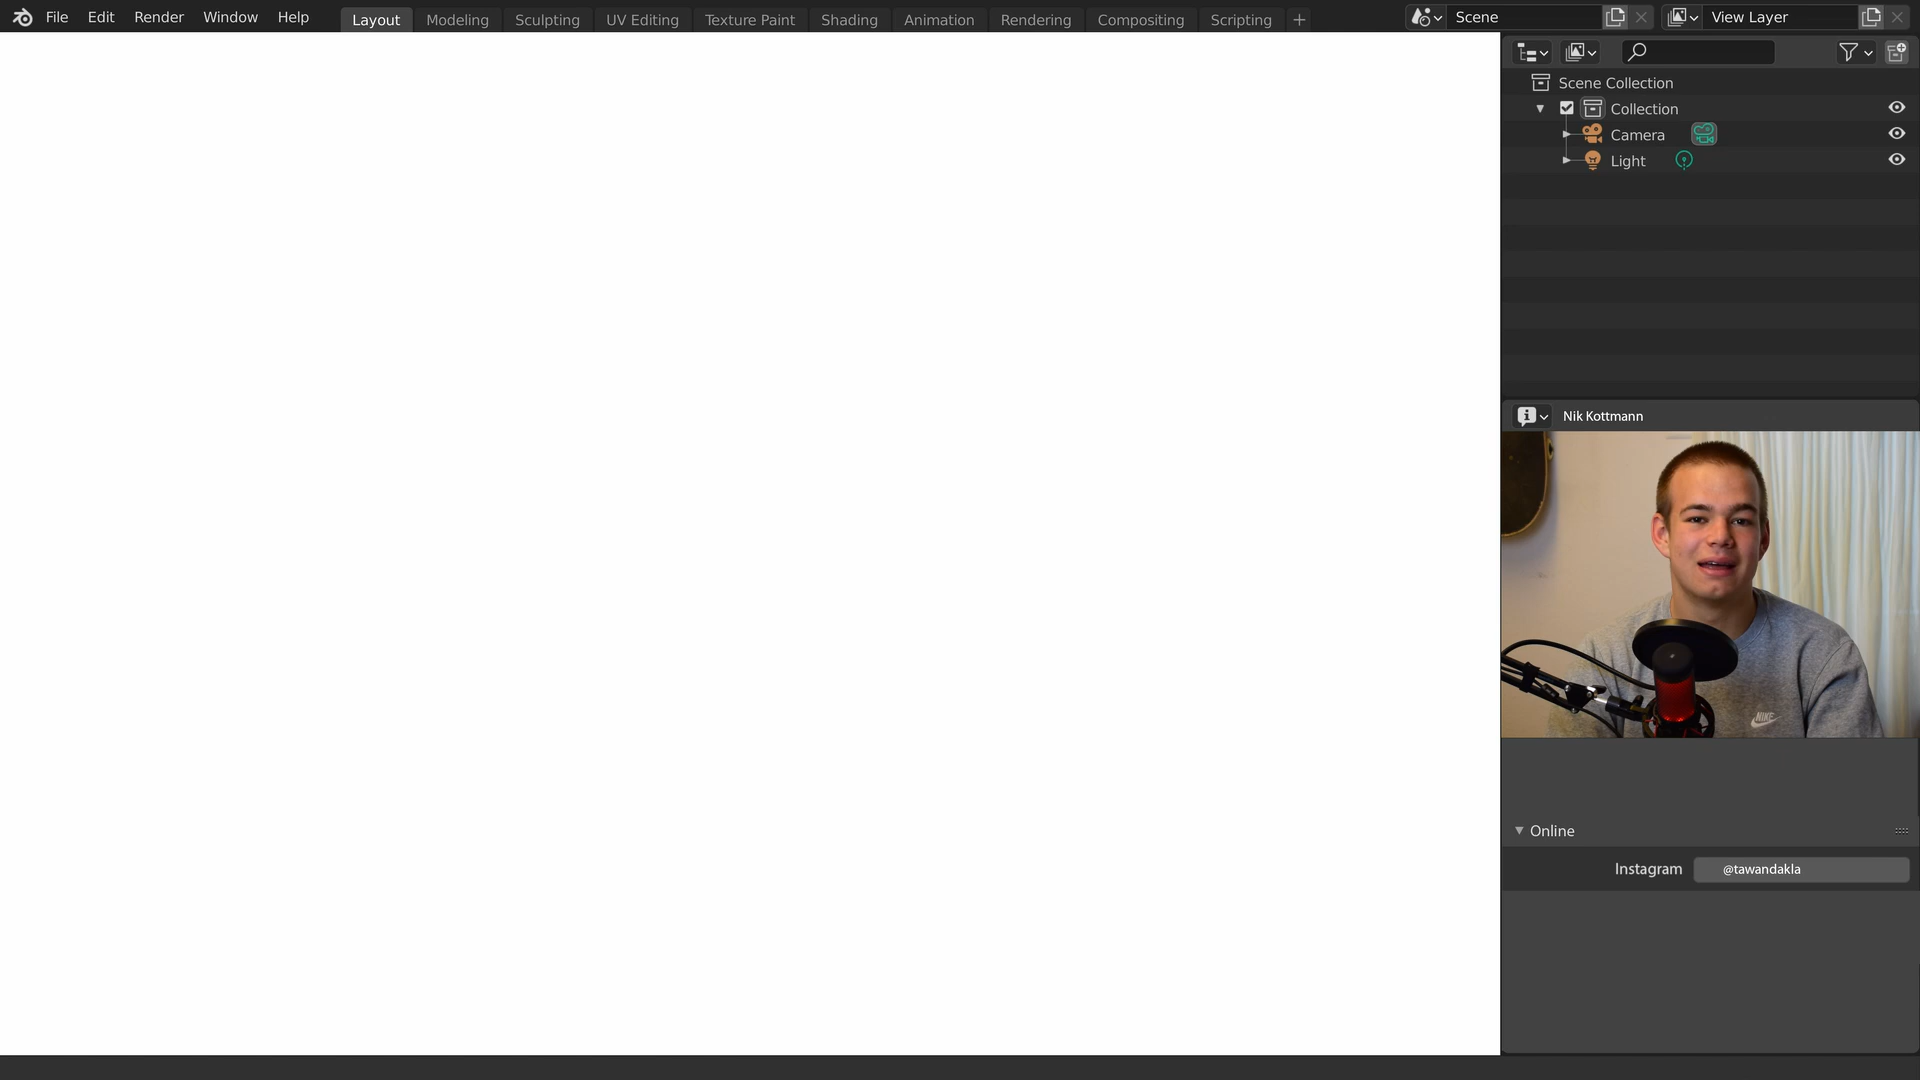 File Edit Render Window Help Layout Modeling Sculpting UV Editing Texture Paint Shading Animation Rendering Compositing Scripting + Scene View Layer
Scene Collection
Collection
Camera
Light
Nik Kottmann
NIKE
Online
Instagram @tawandakla